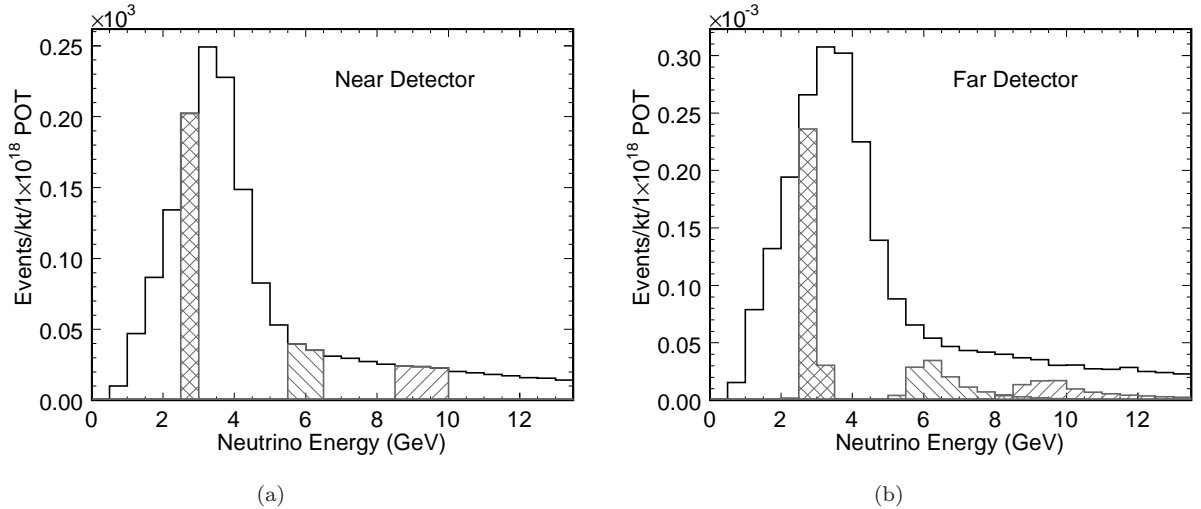 ×10³
0.25
0.20
0.15
0.10
0.05
0.00
Events/kt/1×10¹⁸ POT
Near Detector
0 2 4 6 8 10 12
Neutrino Energy (GeV)
(a)
×10⁻³
0.30
0.25
0.20
0.15
0.10
0.05
0.00
Events/kt/1×10¹⁸ POT
Far Detector
0 2 4 6 8 10 12
Neutrino Energy (GeV)
(b)